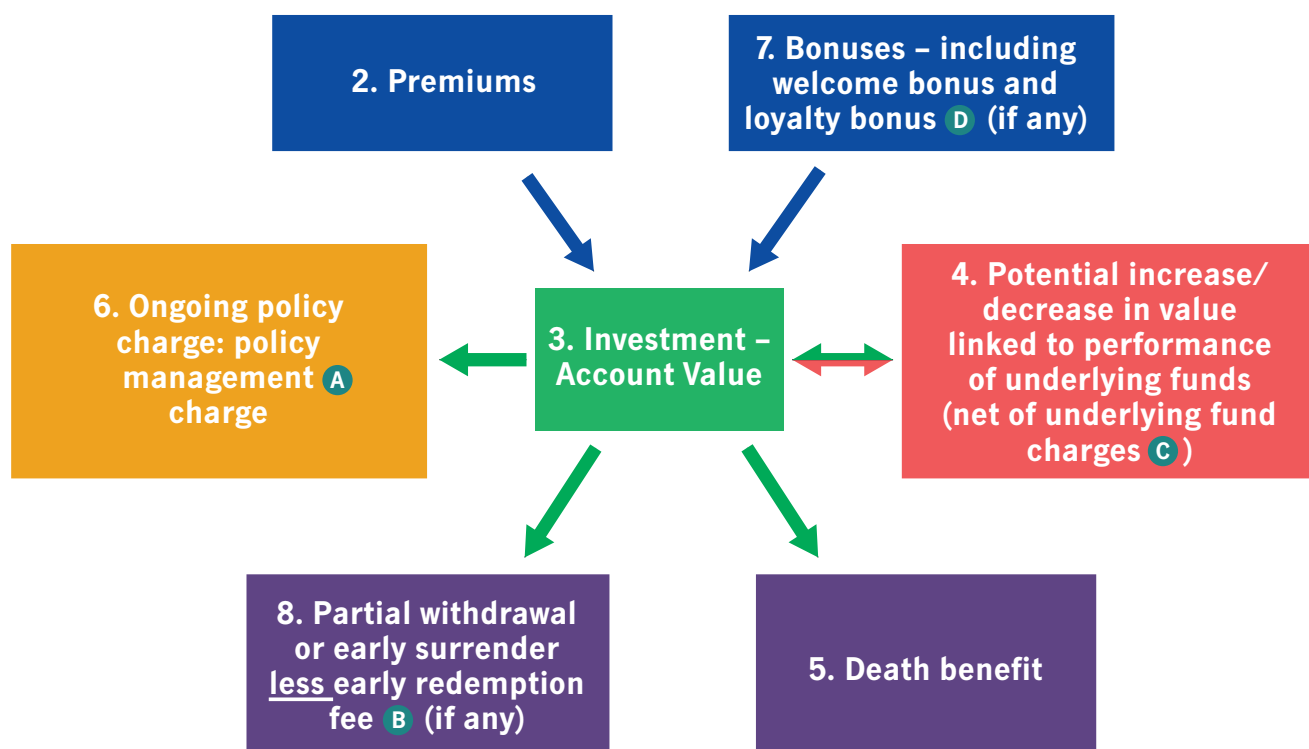 2. Premiums
7. Bonuses – including
welcome bonus and
loyalty bonus D (if any)
6. Ongoing policy
charge: policy
management A
charge
3. Investment –
Account Value
4. Potential increase/
decrease in value
linked to performance
of underlying funds
(net of underlying fund
charges C )
8. Partial withdrawal
or early surrender
less early redemption
fee B (if any)
5. Death benefit